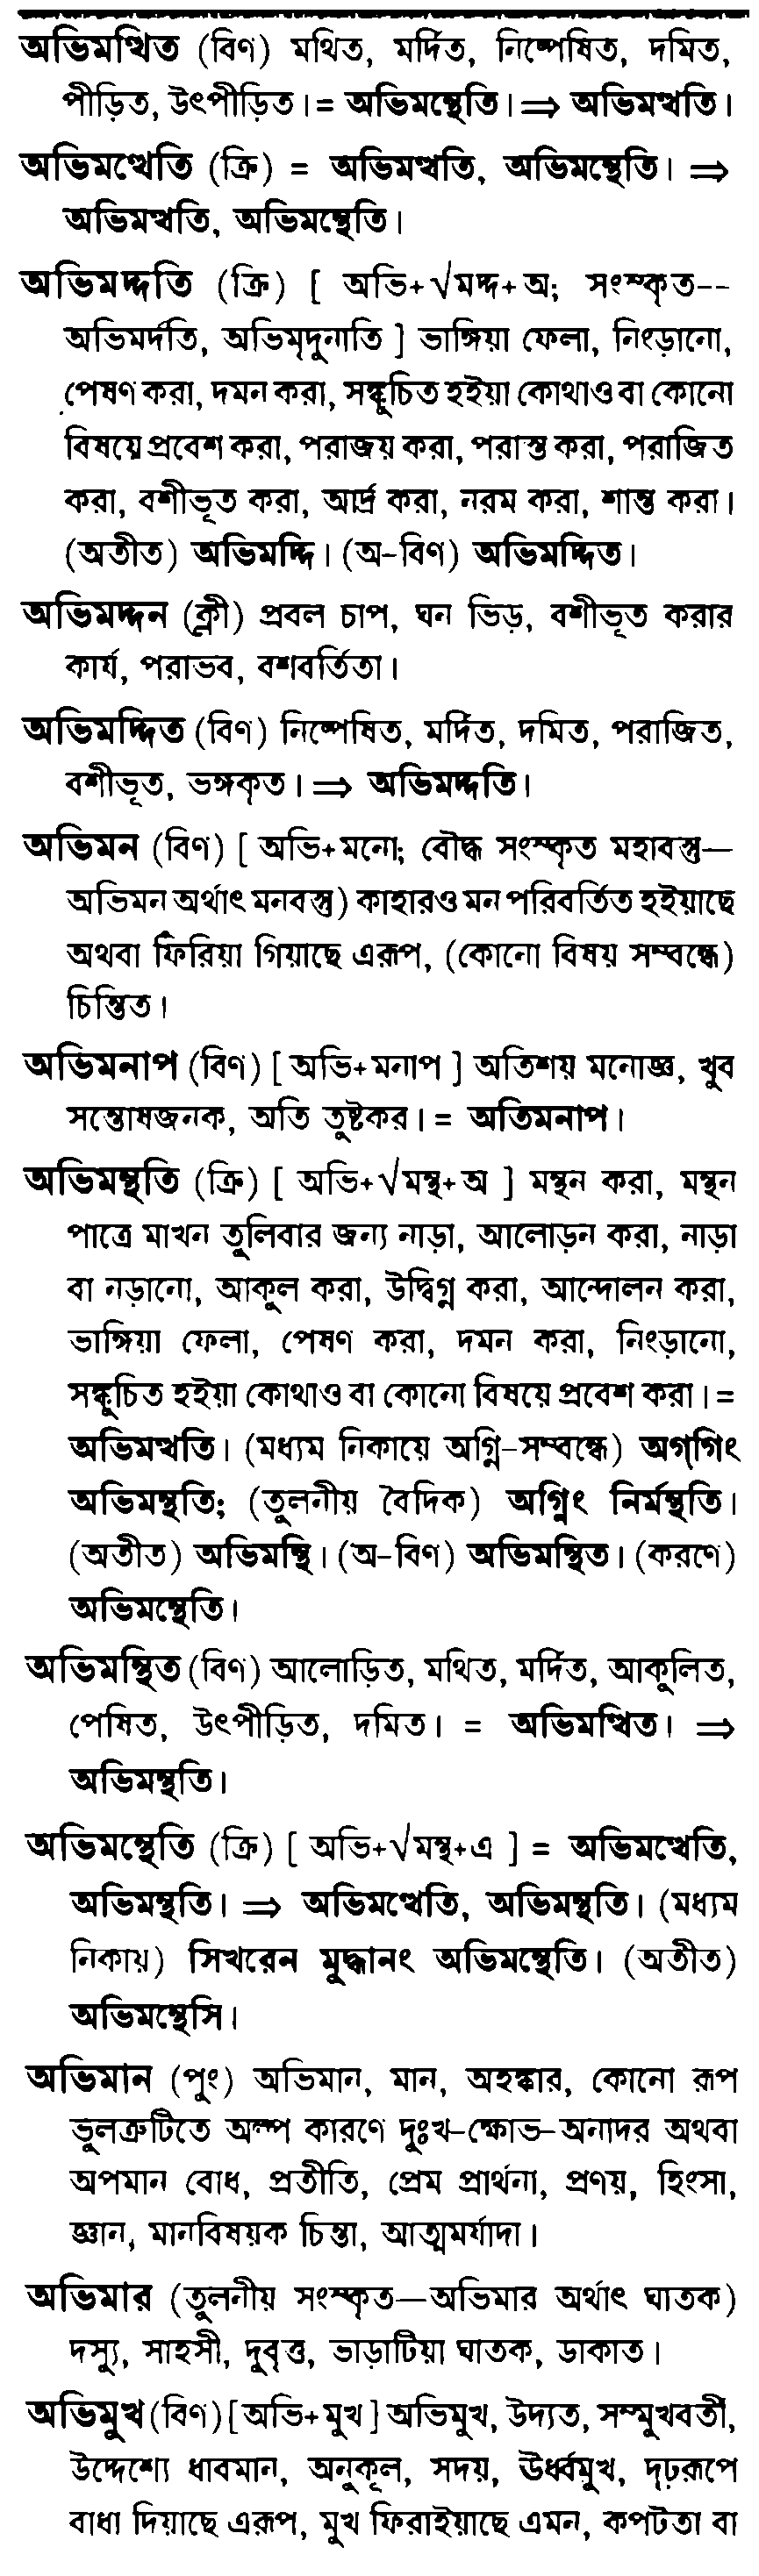 অভিমত্থিত (বিণ) মথিত, মর্দিত, নিষ্পেষিত, দমিত,
পীড়িত, উৎপীড়িত। = অভিমন্থেতি। ⇒ অভিমত্থতি।
অভিমত্থেতি (ক্রি) = অভিমত্থতি, অভিমন্থেতি। ⇒
অভিমত্থতি, অভিমন্থেতি।
অভিমদ্দতি (ক্রি) [ অভি+√মদ্দ+অ; সংস্কৃত--
অভিমর্দতি, অভিমৃদুনাতি ] ভাঙ্গিয়া ফেলা, নিংড়ানো,
পেষণ করা, দমন করা, সঙ্কুচিত হইয়া কোথাও বা কোনো
বিষয়ে প্রবেশ করা, পরাজয় করা, পরাস্ত করা, পরাজিত
করা, বশীভূত করা, আর্দ্র করা, নরম করা, শান্ত করা।
(অতীত) অভিমদ্দি। (অ-বিণ) অভিমদ্দিত।
অভিমদ্দন (ক্লী) প্রবল চাপ, ঘন ভিড়, বশীভূত করার
কার্য, পরাভব, বশবর্তিতা।
অভিমদ্দিত (বিণ) নিষ্পেষিত, মর্দিত, দমিত, পরাজিত,
বশীভূত, ভঙ্গকৃত। ⇒ অভিমদ্দতি।
অভিমন (বিণ) [ অভি+মনো; বৌদ্ধ সংস্কৃত মহাবস্তু—
অভিমন অর্থাৎ মনবস্তু) কাহারও মন পরিবর্তিত হইয়াছে
অথবা ফিরিয়া গিয়াছে এরূপ, (কোনো বিষয় সম্বন্ধে)
চিন্তিত।
অভিমনাপ (বিণ) [ অভি+মনাপ ] অতিশয় মনোজ্ঞ, খুব
সন্তোষজনক, অতি তুষ্টকর। = অতিমনাপ।
অভিমন্থতি (ক্রি) [ অভি+√মন্থ+অ ] মন্থন করা, মন্থন
পাত্রে মাখন তুলিবার জন্য নাড়া, আলোড়ন করা, নাড়া
বা নড়ানো, আকুল করা, উদ্বিগ্ন করা, আন্দোলন করা,
ভাঙ্গিয়া ফেলা, পেষণ করা, দমন করা, নিংড়ানো,
সঙ্কুচিত হইয়া কোথাও বা কোনো বিষয়ে প্রবেশ করা। =
অভিমত্থতি। (মধ্যম নিকায়ে অগ্নি-সম্বন্ধে) অগ্গিং
অভিমন্থতি; (তুলনীয় বৈদিক) অগ্নিং নির্মন্থতি।
(অতীত) অভিমন্থি। (অ-বিণ) অভিমন্থিত। (করণে)
অভিমন্থেতি।
অভিমন্থিত (বিণ) আলোড়িত, মথিত, মর্দিত, আকুলিত,
পেষিত, উৎপীড়িত, দমিত। = অভিমত্থিত। ⇒
অভিমন্থতি।
অভিমন্থেতি (ক্রি) [ অভি+√মন্থ+এ ] = অভিমত্থেতি,
অভিমন্থতি। ⇒ অভিমত্থেতি, অভিমন্থতি। (মধ্যম
নিকায়) সিখরেন মুদ্ধানং অভিমন্থেতি। (অতীত)
অভিমন্থেসি।
অভিমান (পুং) অভিমান, মান, অহঙ্কার, কোনো রূপ
ভুলত্রুটিতে অল্প কারণে দুঃখ-ক্ষোভ-অনাদর অথবা
অপমান বোধ, প্রতীতি, প্রেম প্রার্থনা, প্রণয়, হিংসা,
জ্ঞান, মানবিষয়ক চিন্তা, আত্মমর্যাদা।
অভিমার (তুলনীয় সংস্কৃত—অভিমার অর্থাৎ ঘাতক)
দস্যু, সাহসী, দুবৃত্ত, ভাড়াটিয়া ঘাতক, ডাকাত।
অভিমুখ (বিণ) [ অভি+মুখ ] অভিমুখ, উদ্যত, সম্মুখবর্তী,
উদ্দেশ্যে ধাবমান, অনুকূল, সদয়, ঊর্ধ্বমুখ, দৃঢ়রূপে
বাধা দিয়াছে এরূপ, মুখ ফিরাইয়াছে এমন, কপটতা বা